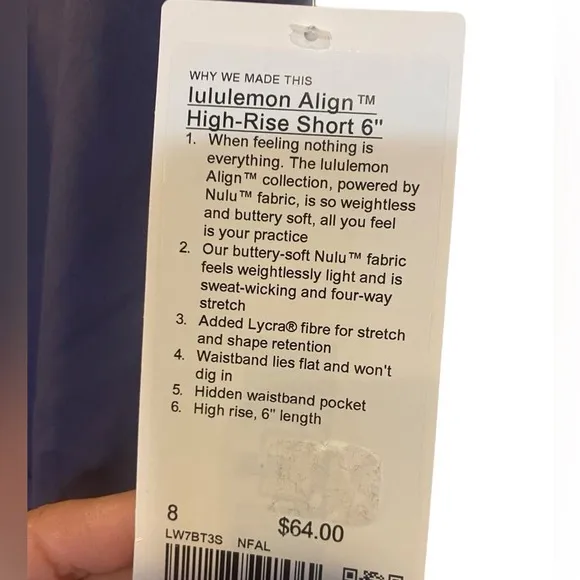 WHY WE MADE THIS
lululemon Align™
High-Rise Short 6"
1. When feeling nothing is
everything. The lululemon
Align™ collection, powered by
Nulu™ fabric, is so weightless
and buttery soft, all you feel
is your practice
2. Our buttery-soft Nulu™ fabric
feels weightlessly light and is
sweat-wicking and four-way
stretch
3. Added Lycra® fibre for stretch
and shape retention
4. Waistband lies flat and won't
dig in
5. Hidden waistband pocket
6. High rise, 6" length
8
$64.00
LW7BT3S NFAL